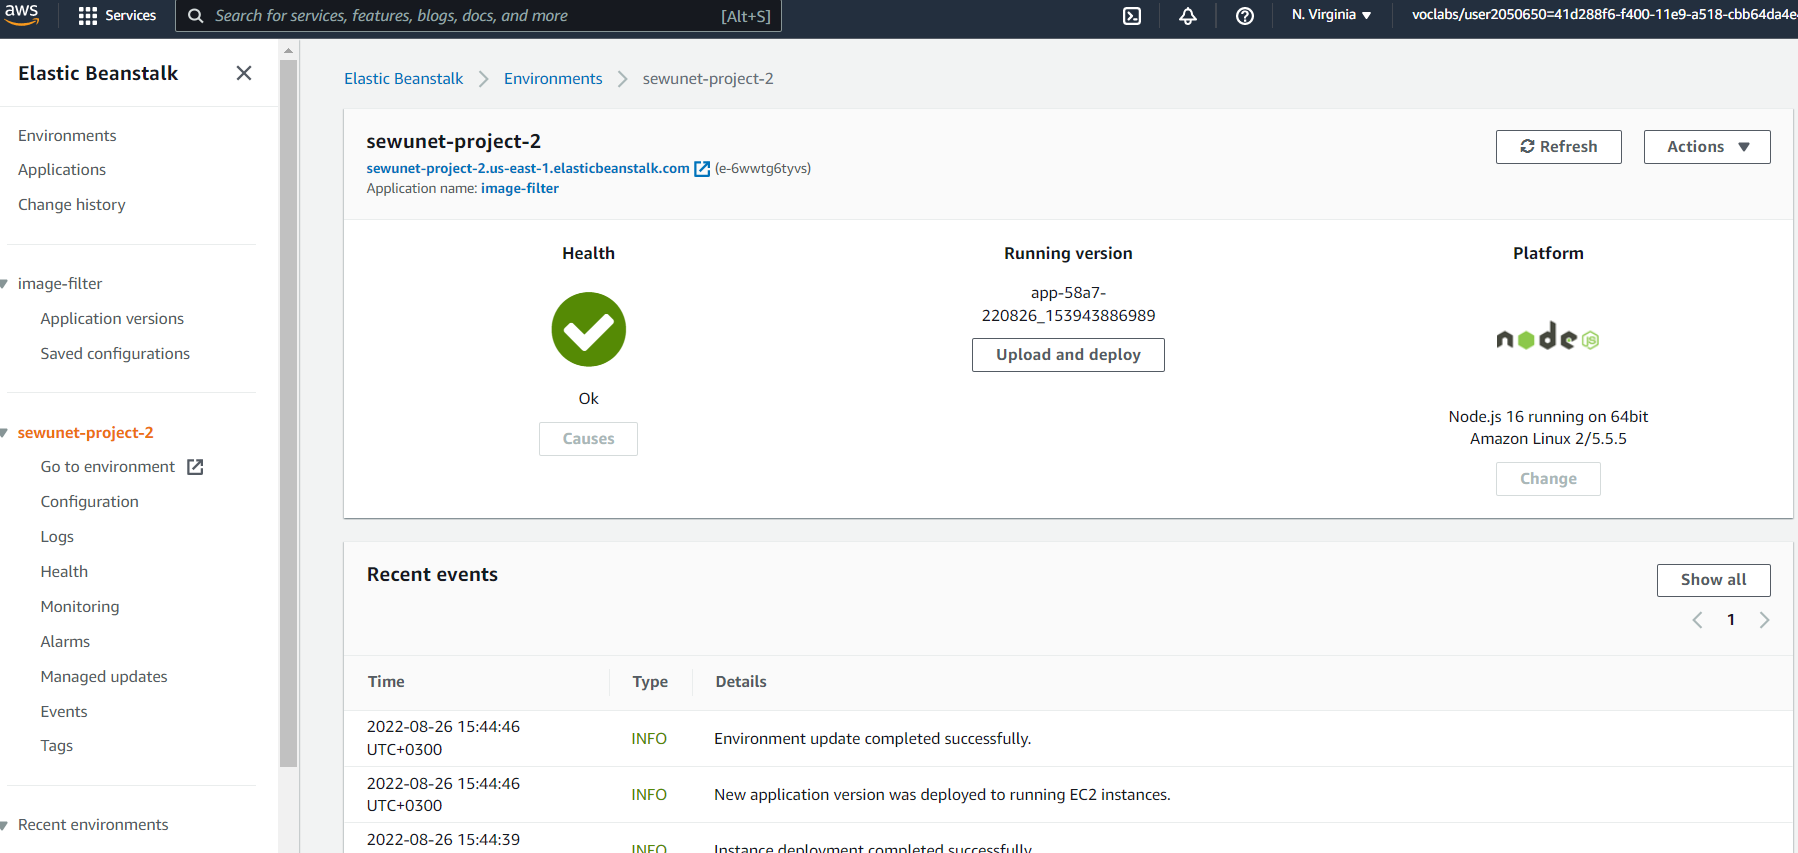 aws
Services
Search for services, features, blogs, docs, and more
[Alt+S]
N. Virginia
voclabs/user2050650=41d288f6-f400-11e9-a518-cbb64da4e
Elastic Beanstalk
Environments
Applications
Change history
image-filter
Application versions
Saved configurations
sewunet-project-2
Go to environment
Configuration
Logs
Health
Monitoring
Alarms
Managed updates
Events
Tags
Recent environments
Elastic Beanstalk
Environments
sewunet-project-2
sewunet-project-2
sewunet-project-2.us-east-1.elasticbeanstalk.com (e-6wwtg6tyvs)
Application name: image-filter
Refresh
Actions
Health
Ok
Causes
Running version
app-58a7-
220826_153943886989
Upload and deploy
Platform
node
JS
Node.js 16 running on 64bit
Amazon Linux 2/5.5.5
Change
Recent events
Show all
1
Time Type Details
2022-08-26 15:44:46
UTC+0300
INFO
Environment update completed successfully.
2022-08-26 15:44:46
UTC+0300
INFO
New application version was deployed to running EC2 instances.
2022-08-26 15:44:39
INFO
Instance deployment completed successfully.